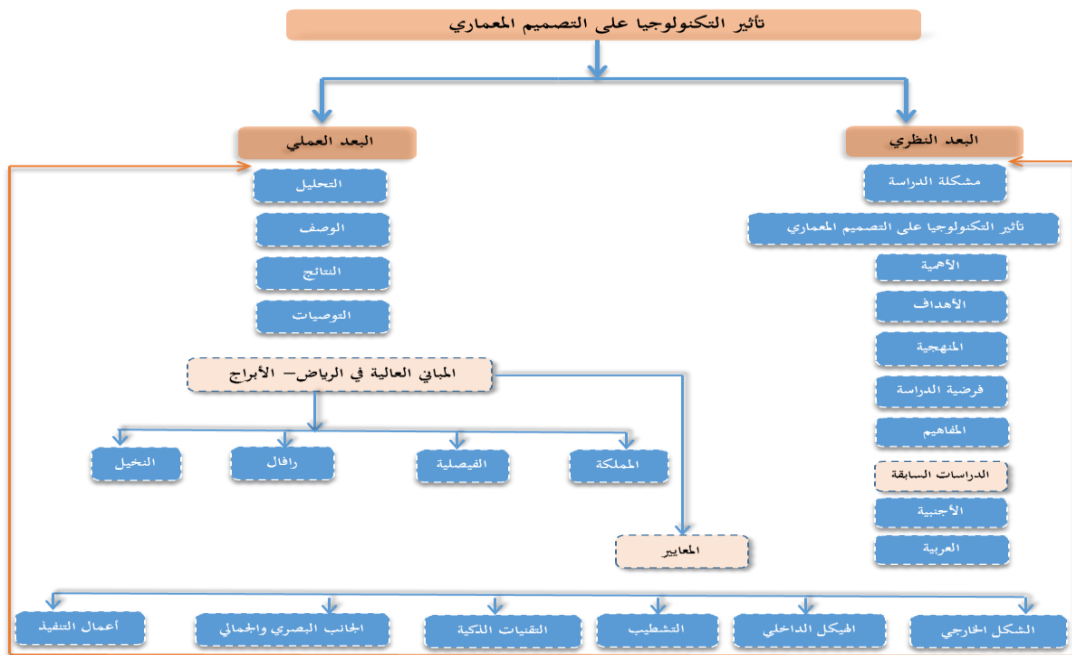 تأثير التكنولوجيا على التصميم المعماري
البعد النظري
مشكلة الدراسة
تأثير التكنولوجيا على التصميم المعماري
الأهمية
الأهداف
المنهجية
فرضية الدراسة
المفاهيم
الدراسات السابقة
الأجنبية
العربية
البعد العملي
التحليل
الوصف
النتائج
التوصيات
المباني العالية في الرياض– الأبراج
المملكة
الفيصلية
رافال
النخيل
المعايير
الشكل الخارجي
الهيكل الداخلي
التشطيب
التقنيات الذكية
الجانب البصري والجمالي
أعمال التنفيذ